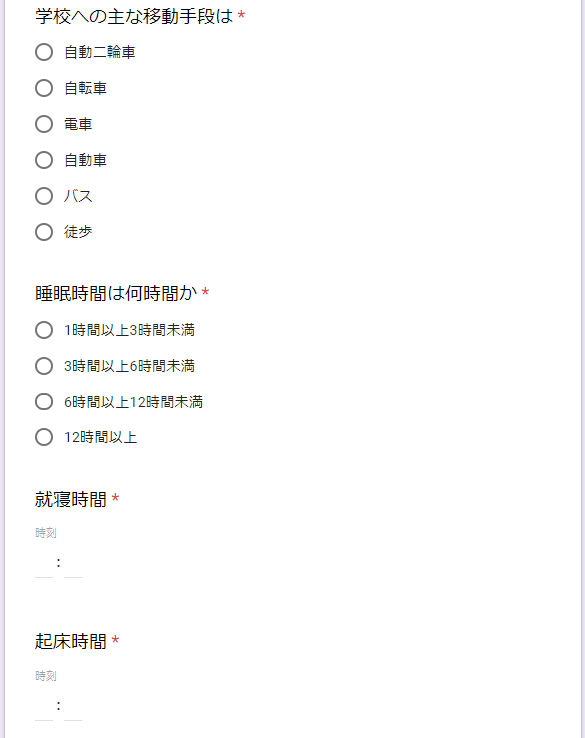 学校への主な移動手段は *
自動二輪車
自転車
電車
自動車
バス
徒歩
睡眠時間は何時間か *
1時間以上3時間未満
3時間以上6時間未満
6時間以上12時間未満
12時間以上
就寝時間 *
時刻
:
起床時間 *
時刻
: